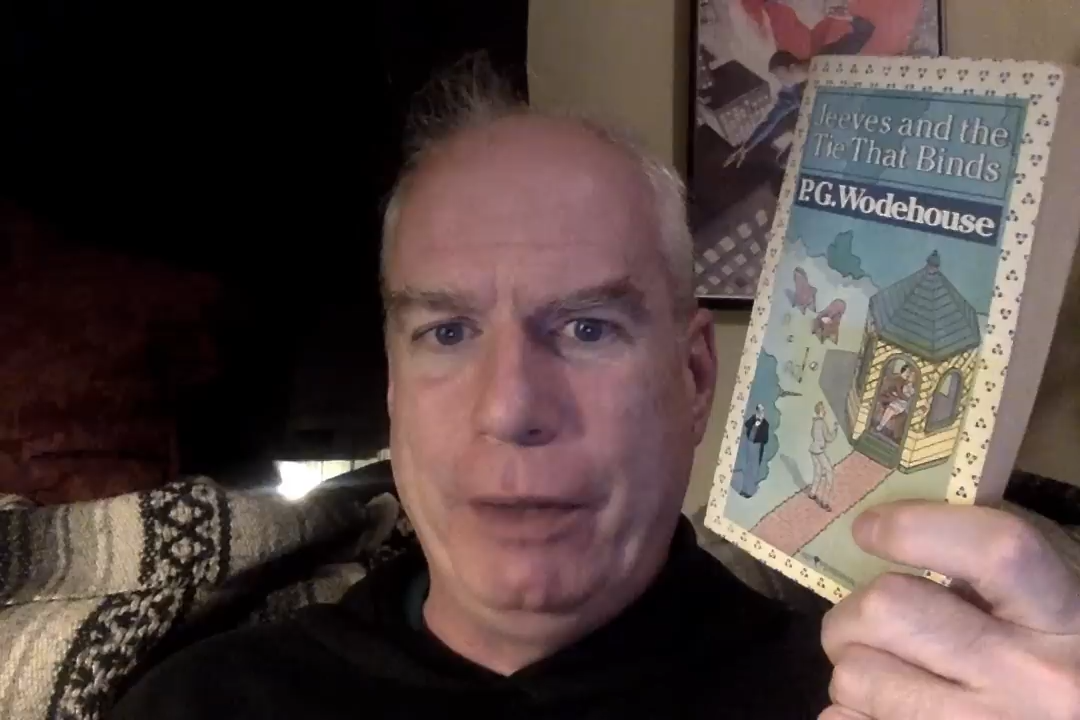 Jeeves and the
Tie That Binds
P.G. Wodehouse